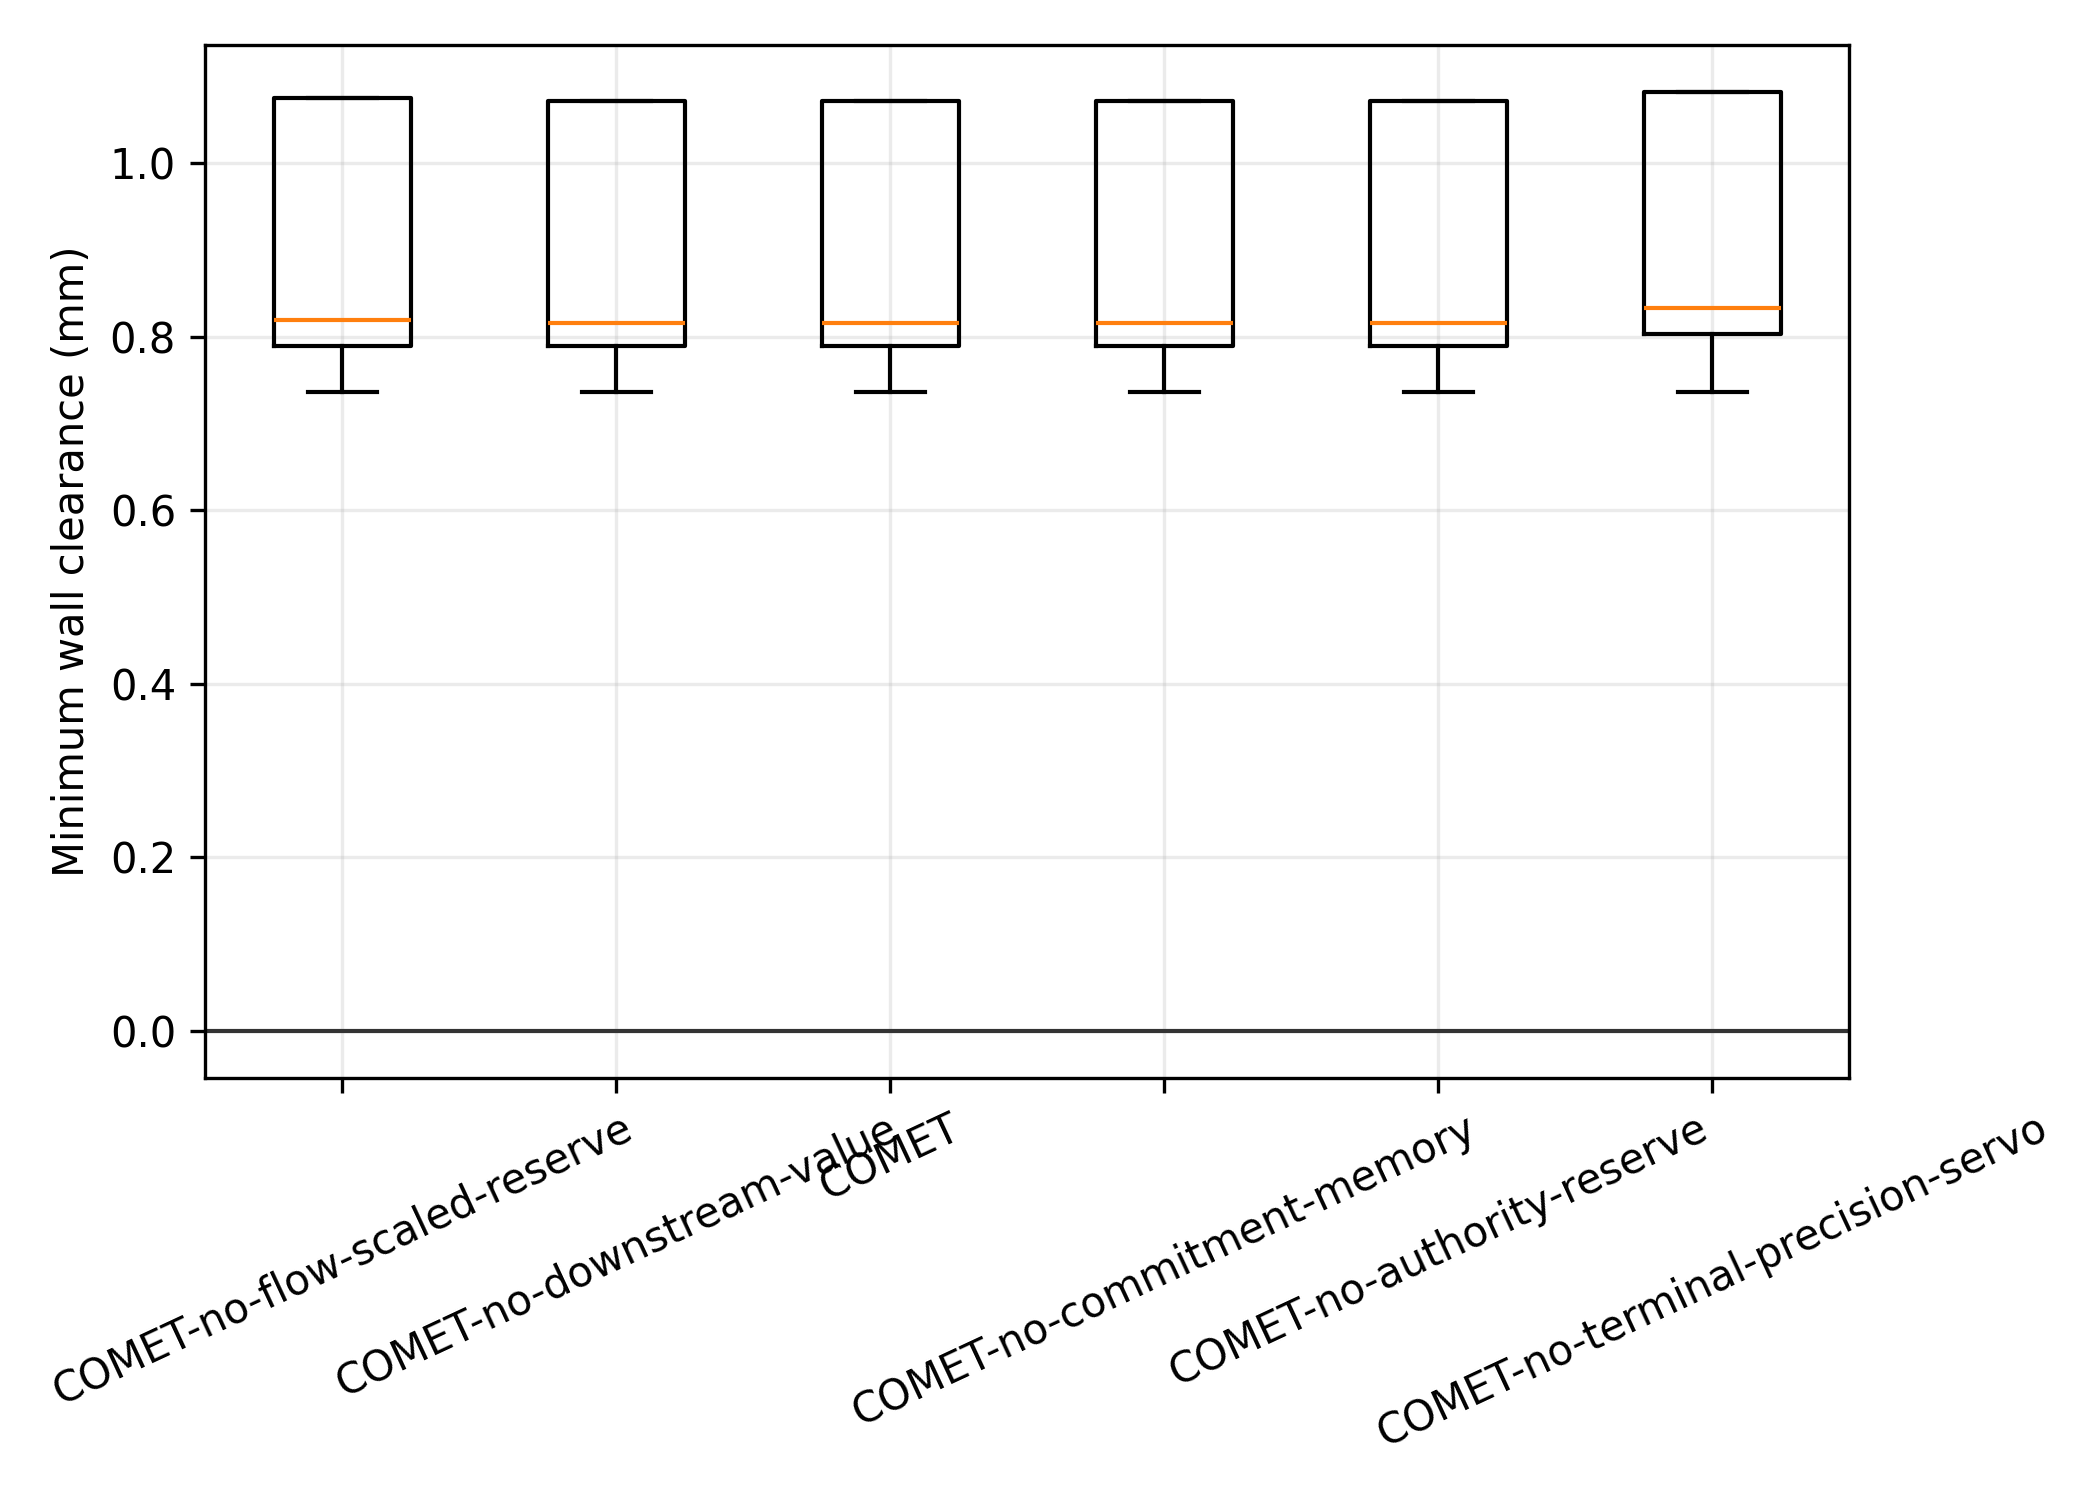 Minimum wall clearance (mm)
1.0
0.8
0.6
0.4
0.2
0.0
COMET-no-flow-scaled-reserve
COMET-no-downstream-value
COMET
COMET-no-commitment-memory
COMET-no-authority-reserve
COMET-no-terminal-precision-servo